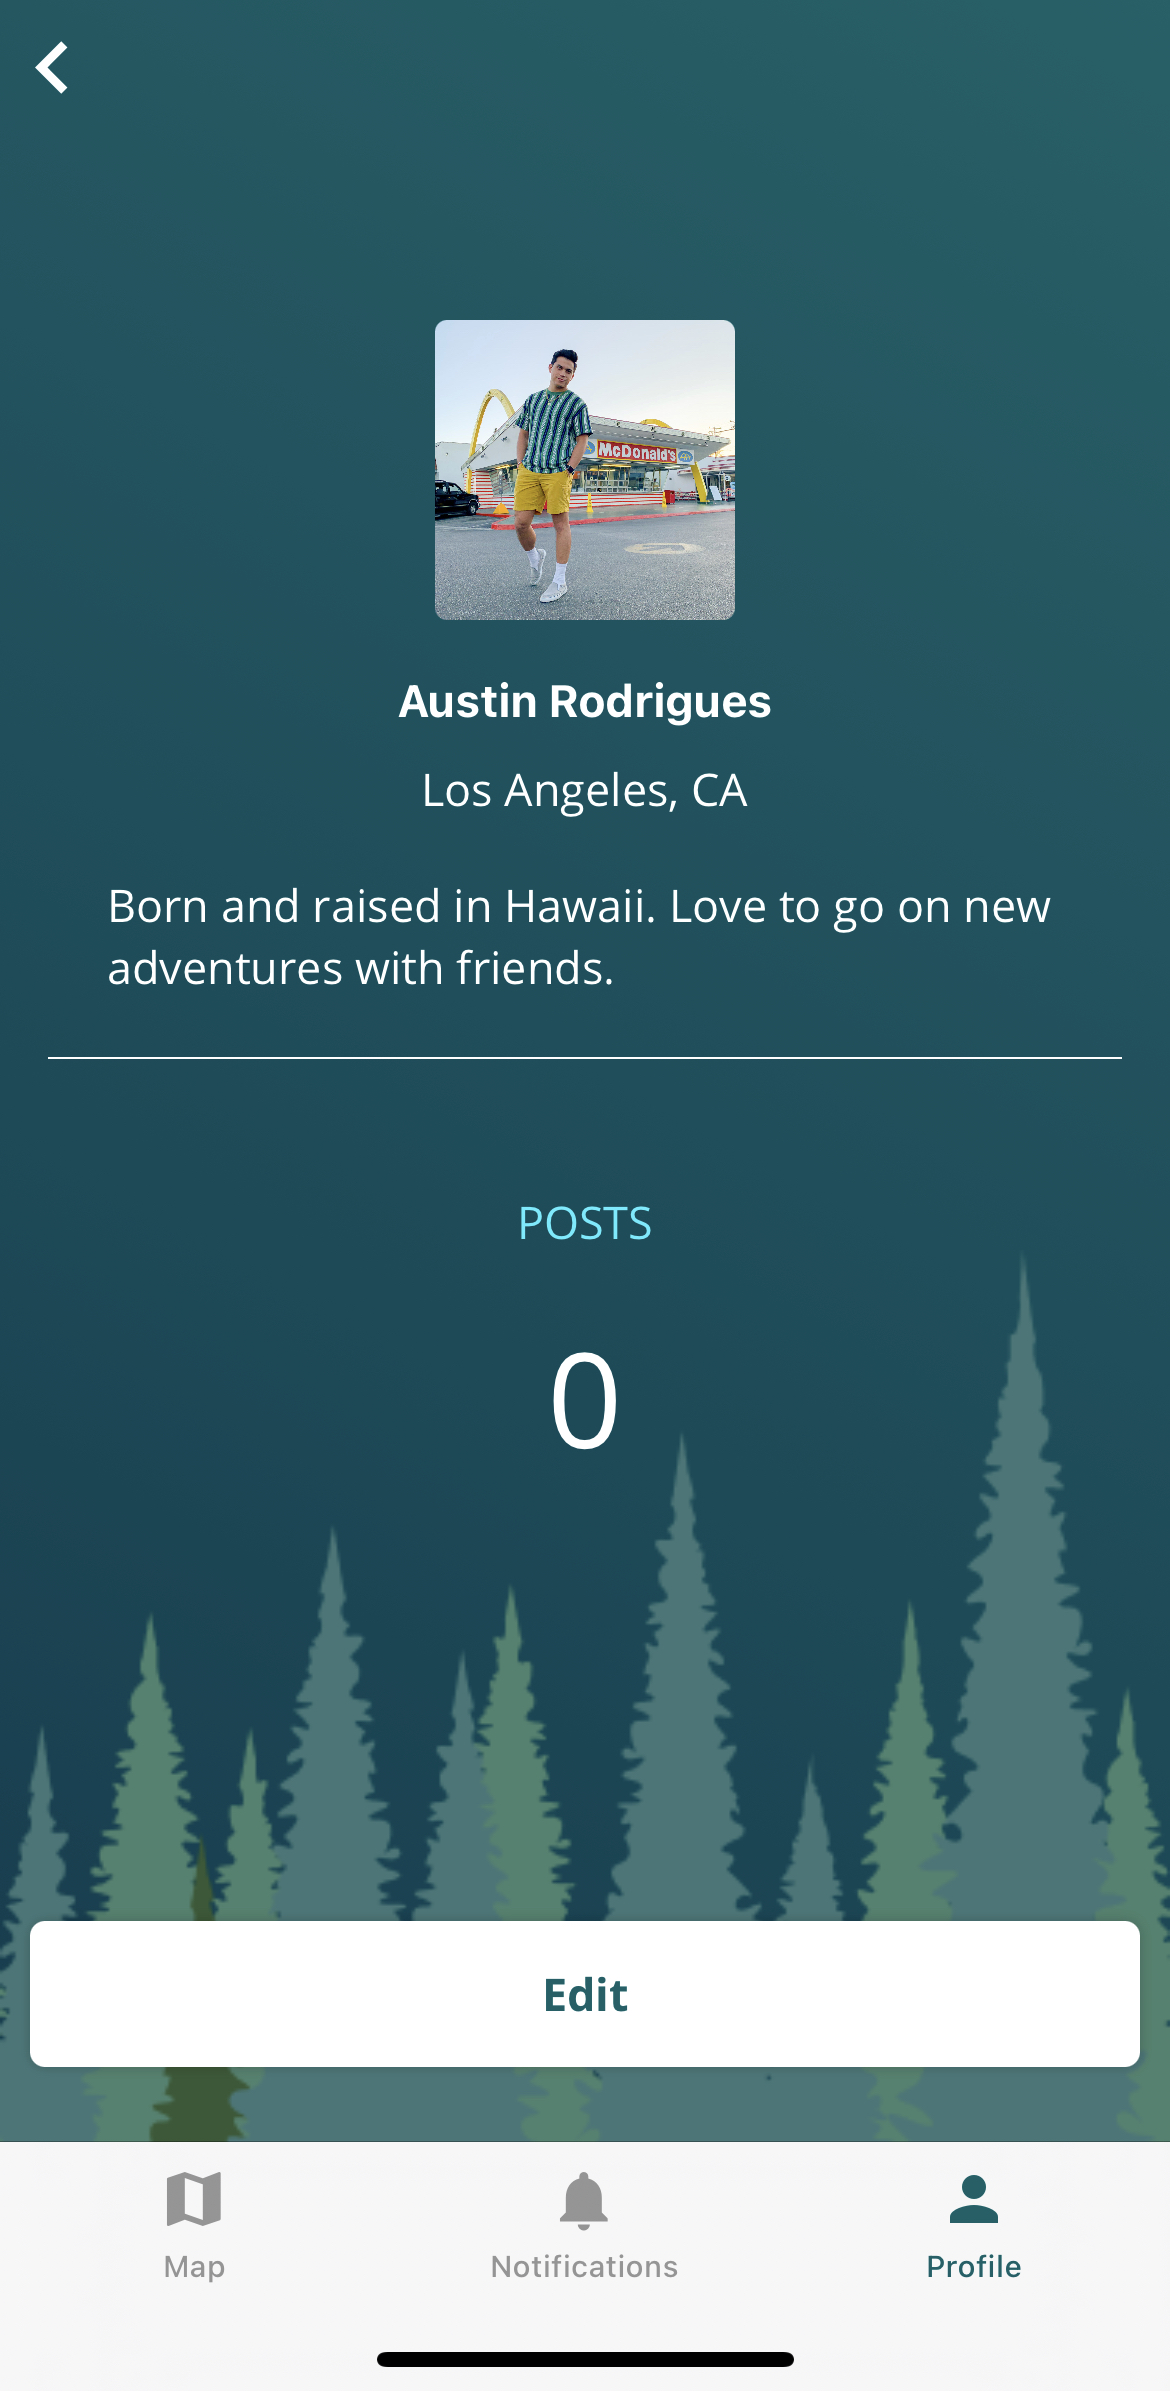 McDonald's
Austin Rodrigues
Los Angeles, CA
Born and raised in Hawaii. Love to go on new
adventures with friends.
POSTS
0
Edit
Map
Notifications
Profile